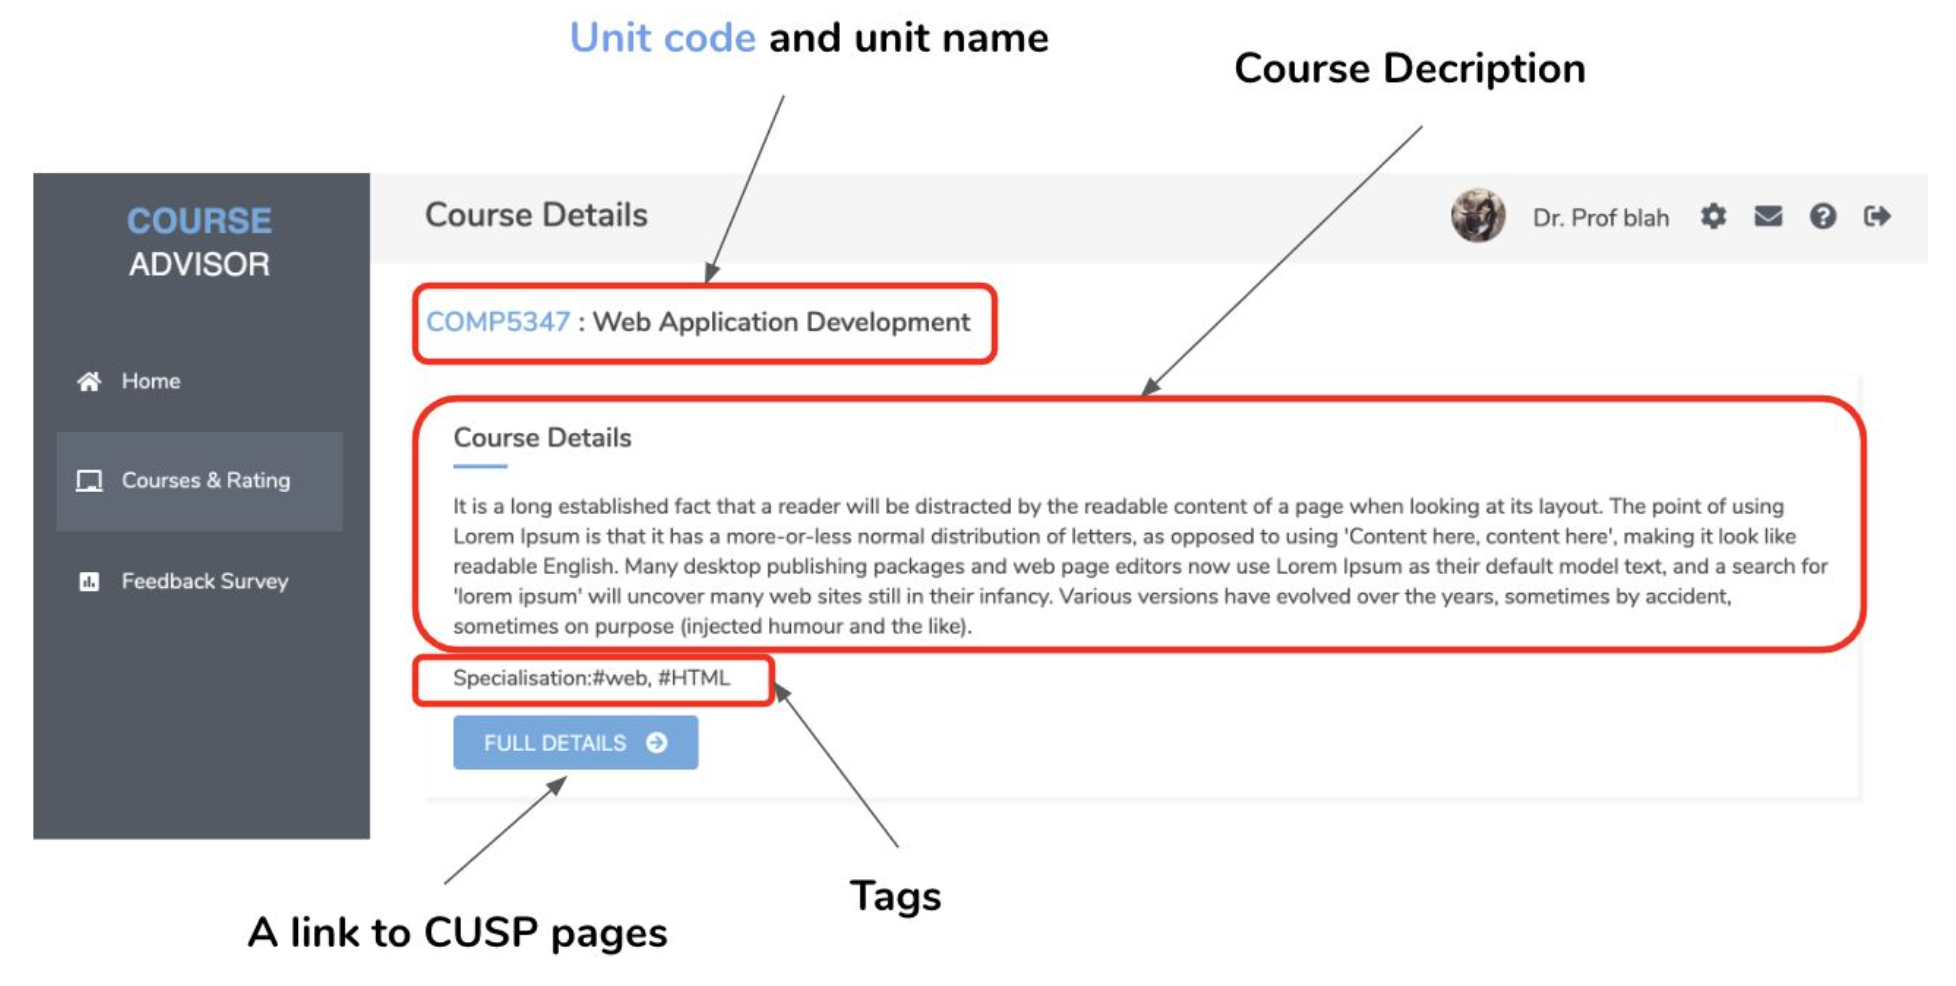 Unit code and unit name
Course Decription
COURSE
ADVISOR
Course Details
Dr. Prof blah
COMP5347 : Web Application Development
Home
Courses & Rating
Feedback Survey
Course Details
It is a long established fact that a reader will be distracted by the readable content of a page when looking at its layout. The point of using
Lorem Ipsum is that it has a more-or-less normal distribution of letters, as opposed to using 'Content here, content here', making it look like
readable English. Many desktop publishing packages and web page editors now use Lorem Ipsum as their default model text, and a search for
'lorem ipsum' will uncover many web sites still in their infancy. Various versions have evolved over the years, sometimes by accident,
sometimes on purpose (injected humour and the like).
Specialisation:#web, #HTML
FULL DETAILS
Tags
A link to CUSP pages